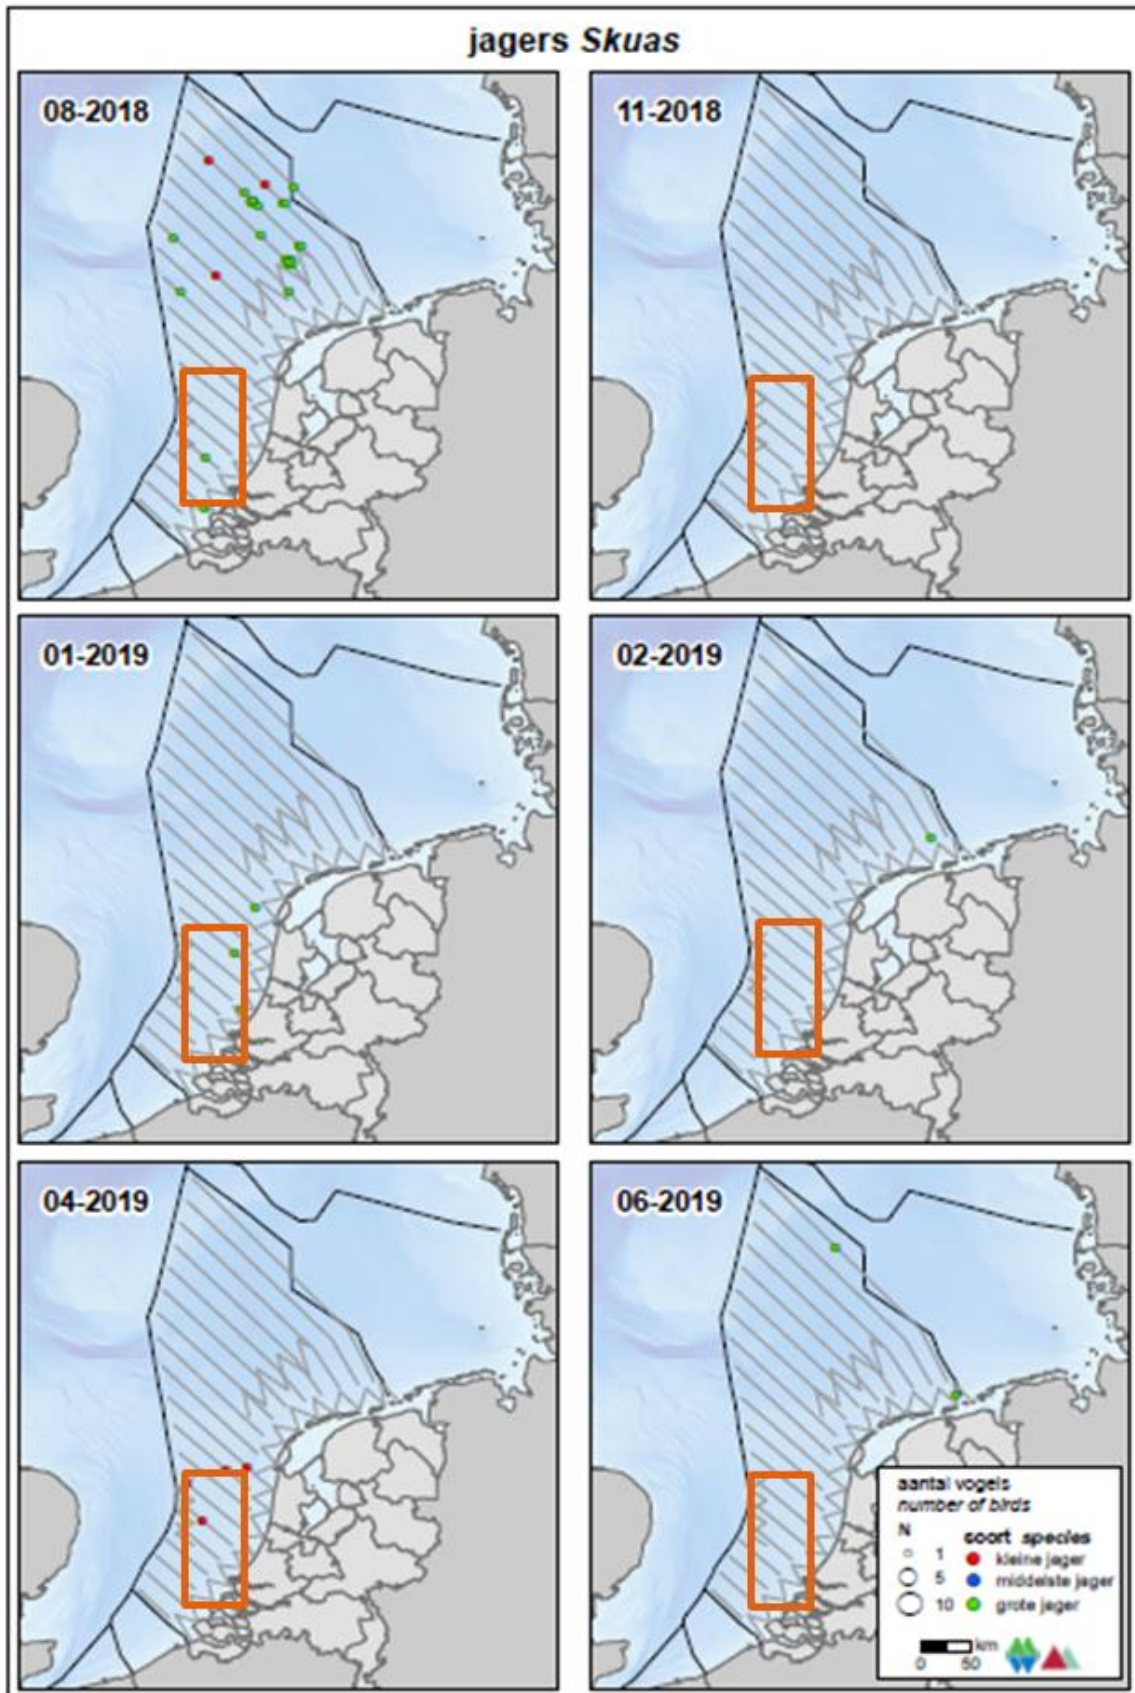 jagers Skuas
08-2018
11-2018
01-2019
02-2019
04-2019
06-2019
aantal vogels
number of birds
N
soort species
1
kleine jager
5
middelste jager
10
grote jager
km
0 50